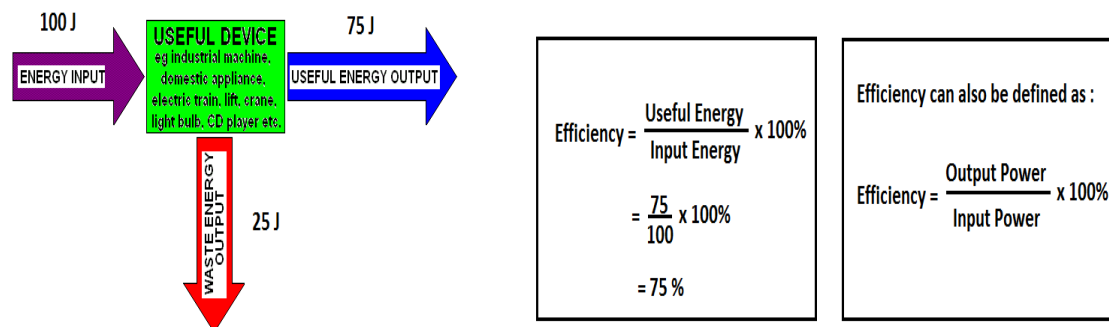 100 J
ENERGY INPUT
USEFUL DEVICE
eg industrial machine,
domestic appliance,
electric train, lift, crane,
light bulb, CD player etc.
75 J
USEFUL ENERGY OUTPUT
WASTE ENERGY
OUTPUT
25 J
Efficiency = Useful Energy / Input Energy x 100%
= 75 / 100 x 100%
= 75 %
Efficiency can also be defined as :
Efficiency = Output Power / Input Power x 100%